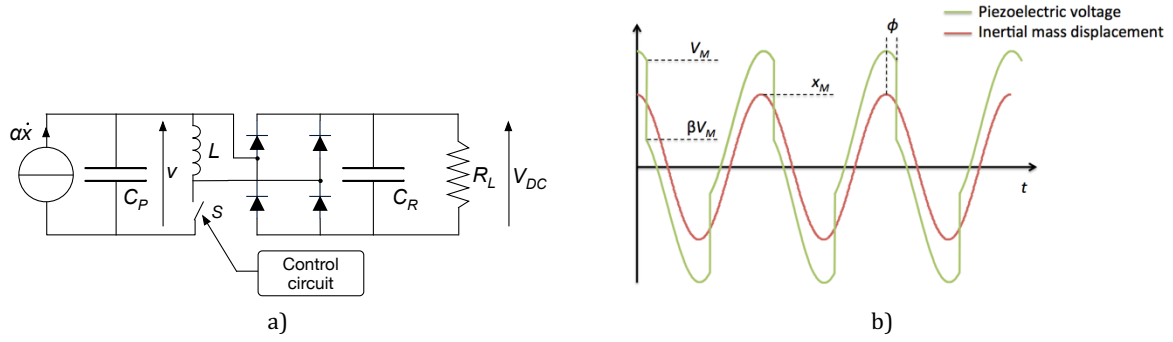 αẋ
C_P
v
L
S
C_R
R_L
V_DC
Control
circuit
a)
Piezoelectric voltage
Inertial mass displacement
ϕ
V_M
x_M
βV_M
t
b)